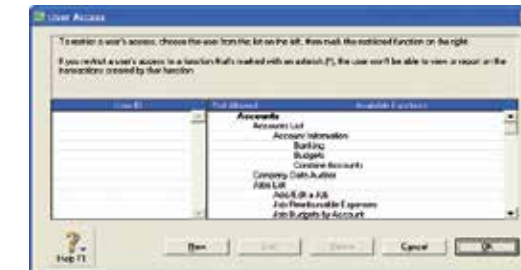 User Access
To restrict a user's access, choose the user from the list on the left, then mark the restricted function on the right.
If you restrict a user's access to a function that's marked with an asterisk (*), the user won't be able to view or report on the
transactions created by that function
User ID Not Allowed Available Functions
Accounts
Accounts List
Account Information
Banking
Budgets
Combine Accounts
Company Data Auditor
Jobs List
Add/Edit a Job
Job Reimbursable Expenses
Job Budgets by Account
Help F1
New
Edit
Delete
Cancel
OK